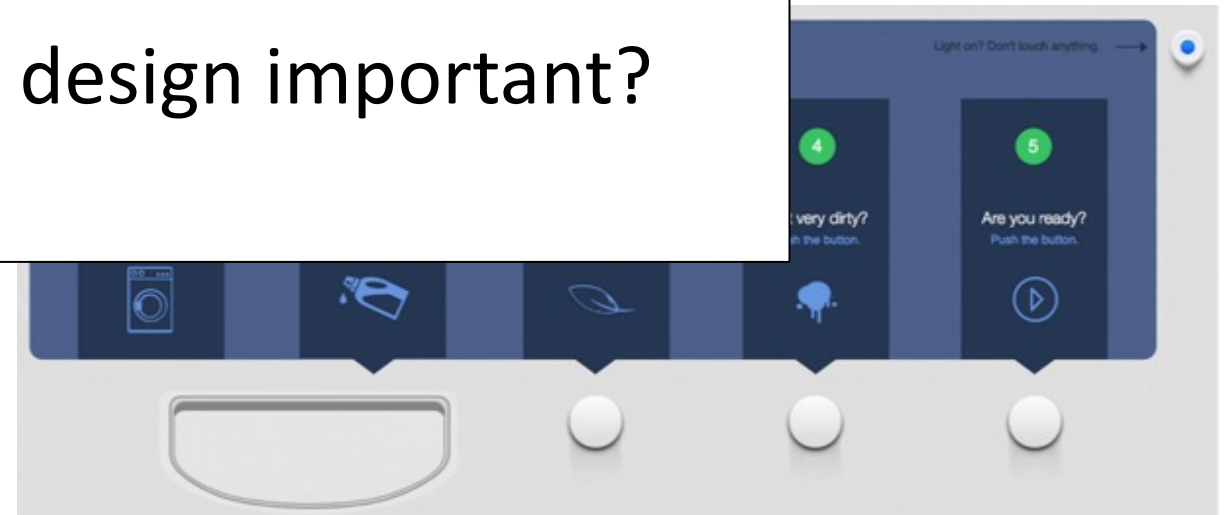 design important?
Light on? Don't touch anything.
4
5
very dirty?
Are you ready?
the button.
Push the button.